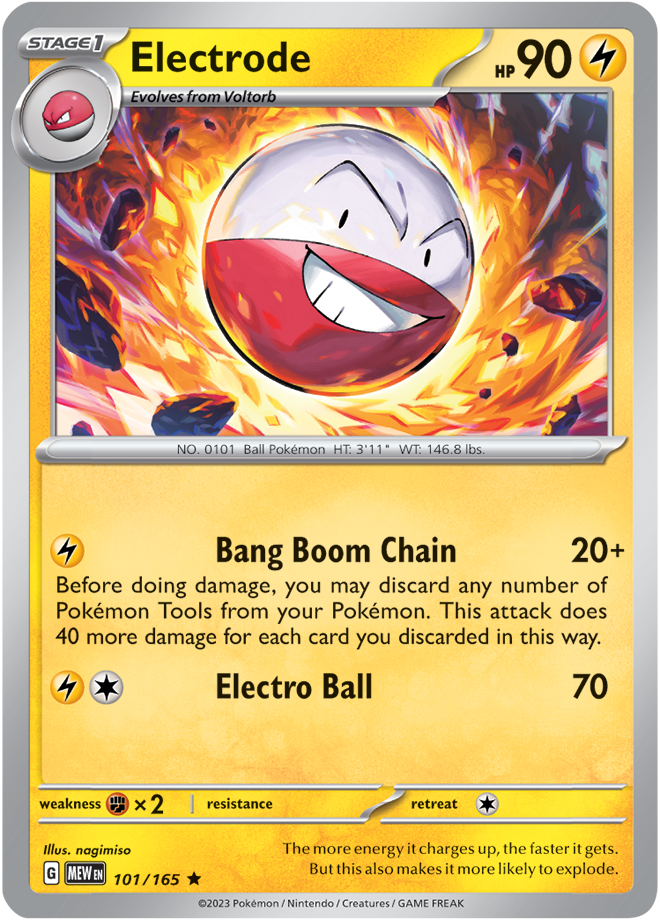 STAGE1
Electrode
HP 90
Evolves from Voltorb
NO. 0101 Ball Pokémon HT: 3'11" WT: 146.8 lbs.
Bang Boom Chain 20+
Before doing damage, you may discard any number of
Pokémon Tools from your Pokémon. This attack does
40 more damage for each card you discarded in this way.
Electro Ball 70
weakness ×2 resistance retreat
Illus. nagimiso
The more energy it charges up, the faster it gets.
But this also makes it more likely to explode.
G MEW EN 101/165 ★
©2023 Pokémon / Nintendo / Creatures / GAME FREAK